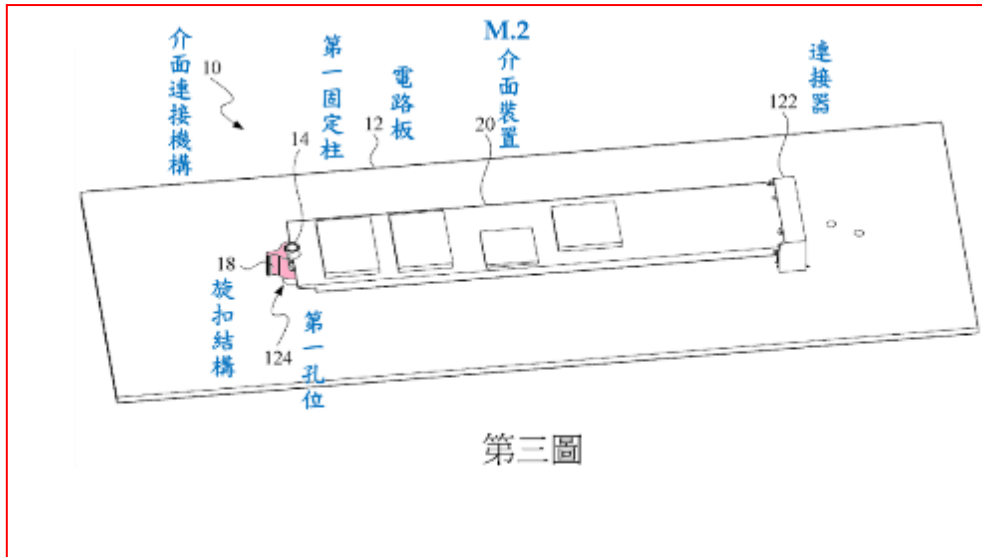 介面連接機構
10
第一固定柱
14
電路板
12
M.2
介面裝置
20
連接器
122
18
旋扣結構
124
第一孔位
第三圖